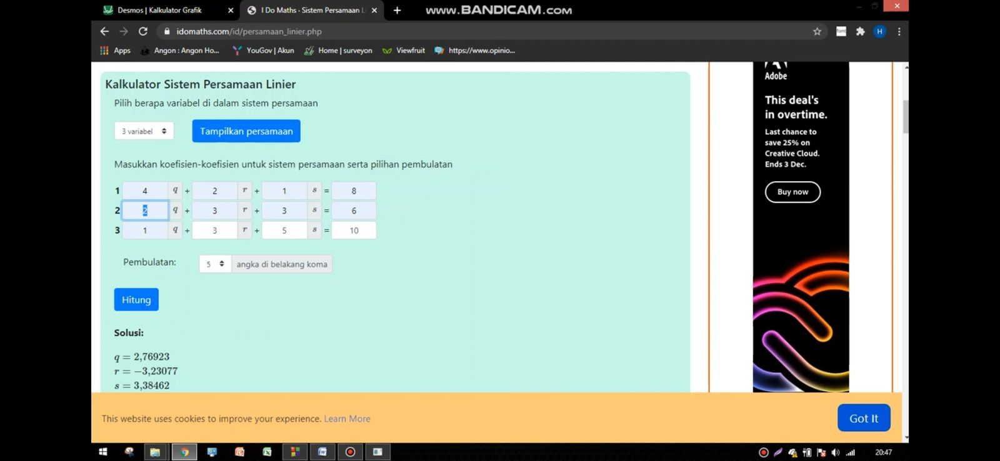 Desmos | Kalkulator Grafik
I Do Maths · Sistem Persamaan Li
www.BANDICAM.com
idomaths.com/id/persamaan_linier.php
font
H
Apps
Angon : Angon Ho...
YouGov | Akun
Home | surveyon
Viewfruit
https://www.opinio...
Kalkulator Sistem Persamaan Linier
Pilih berapa variabel di dalam sistem persamaan
3 variabel
Tampilkan persamaan
Masukkan koefisien-koefisien untuk sistem persamaan serta pilihan pembulatan
1 4 q + 2 r + 1 s = 8
2 2 q + 3 r + 3 s = 6
3 1 q + 3 r + 5 s = 10
Pembulatan: 5 angka di belakang koma
Hitung
Solusi:
q = 2,76923
r = −3,23077
s = 3,38462
Adobe
This deal's
in overtime.
Last chance to
save 25% on
Creative Cloud.
Ends 3 Dec.
Buy now
This website uses cookies to improve your experience. Learn More
Got It
20:47